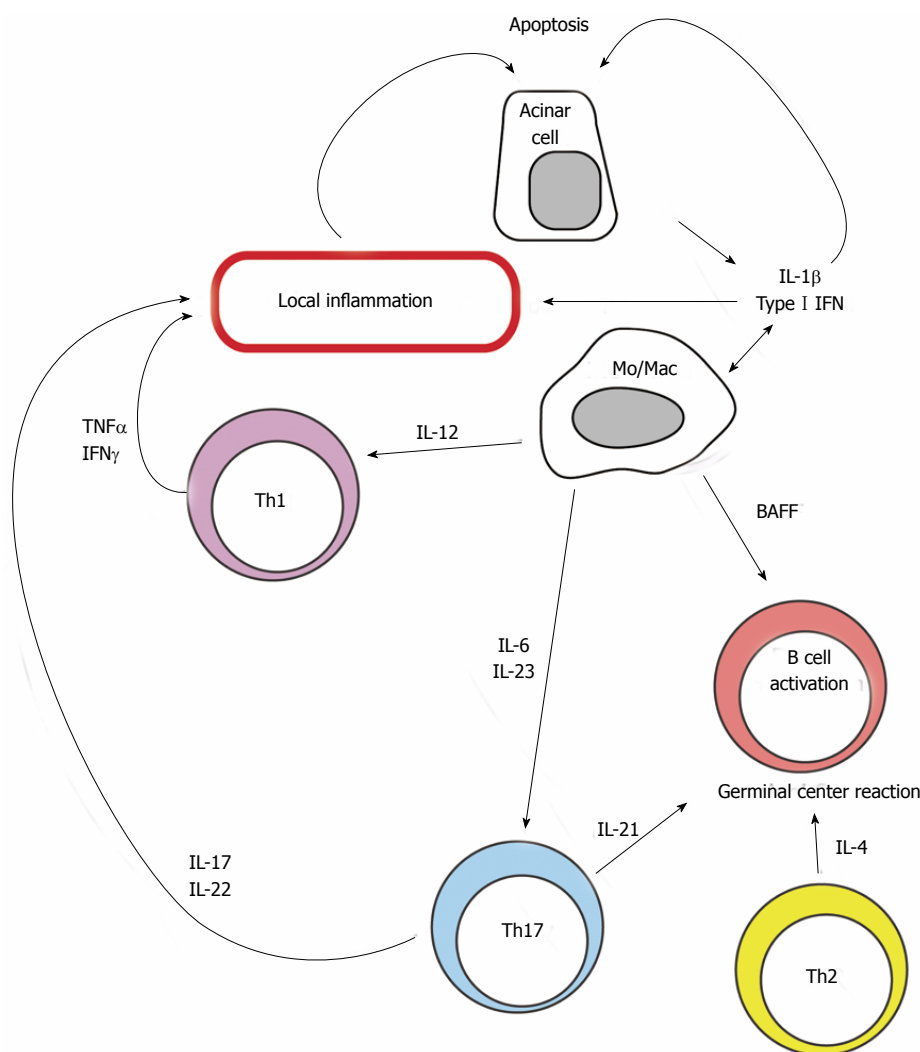 Apoptosis
Acinar
cell
IL-1β
Type I IFN
Local inflammation
Mo/Mac
TNFα
IFNγ
IL-12
Th1
BAFF
IL-6
IL-23
B cell
activation
Germinal center reaction
IL-21
IL-4
IL-17
IL-22
Th17
Th2